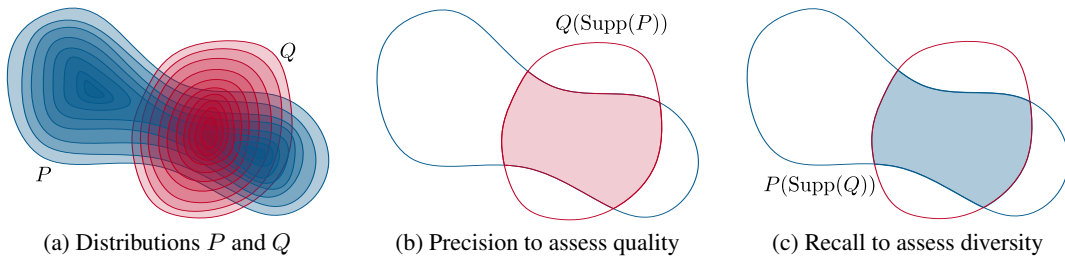 P
Q
Q(Supp(P))
P(Supp(Q))
(a) Distributions P and Q
(b) Precision to assess quality
(c) Recall to assess diversity